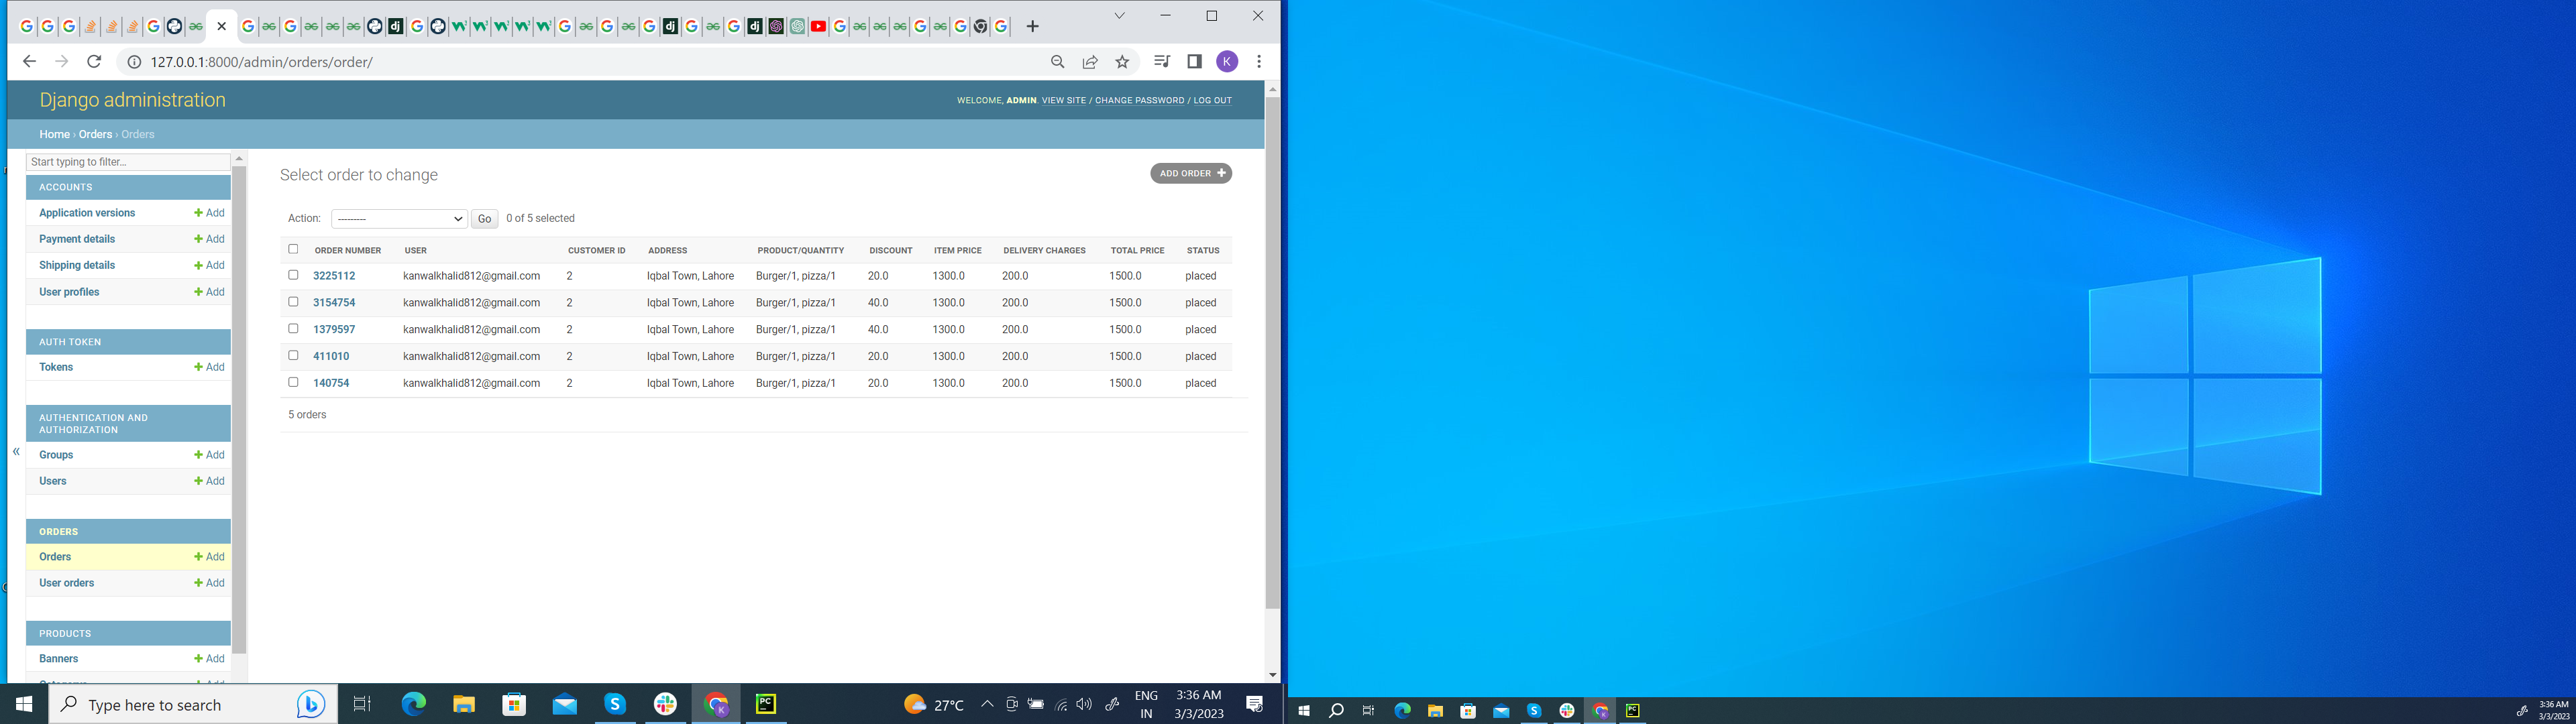 127.0.0.1:8000/admin/orders/order/
K
Django administration
WELCOME, ADMIN. VIEW SITE / CHANGE PASSWORD / LOG OUT
Home › Orders › Orders
Start typing to filter...
ACCOUNTS
Application versions + Add
Payment details + Add
Shipping details + Add
User profiles + Add
AUTH TOKEN
Tokens + Add
AUTHENTICATION AND
AUTHORIZATION
Groups + Add
Users + Add
ORDERS
Orders + Add
User orders + Add
PRODUCTS
Banners + Add
«
Select order to change
ADD ORDER +
Action: --------- Go 0 of 5 selected
ORDER NUMBER USER CUSTOMER ID ADDRESS PRODUCT/QUANTITY DISCOUNT ITEM PRICE DELIVERY CHARGES TOTAL PRICE STATUS
3225112 kanwalkhalid812@gmail.com 2 Iqbal Town, Lahore Burger/1, pizza/1 20.0 1300.0 200.0 1500.0 placed
3154754 kanwalkhalid812@gmail.com 2 Iqbal Town, Lahore Burger/1, pizza/1 40.0 1300.0 200.0 1500.0 placed
1379597 kanwalkhalid812@gmail.com 2 Iqbal Town, Lahore Burger/1, pizza/1 40.0 1300.0 200.0 1500.0 placed
411010 kanwalkhalid812@gmail.com 2 Iqbal Town, Lahore Burger/1, pizza/1 20.0 1300.0 200.0 1500.0 placed
140754 kanwalkhalid812@gmail.com 2 Iqbal Town, Lahore Burger/1, pizza/1 20.0 1300.0 200.0 1500.0 placed
5 orders
Type here to search
27°C
ENG
IN
3:36 AM
3/3/2023
3:36 AM
3/3/2023